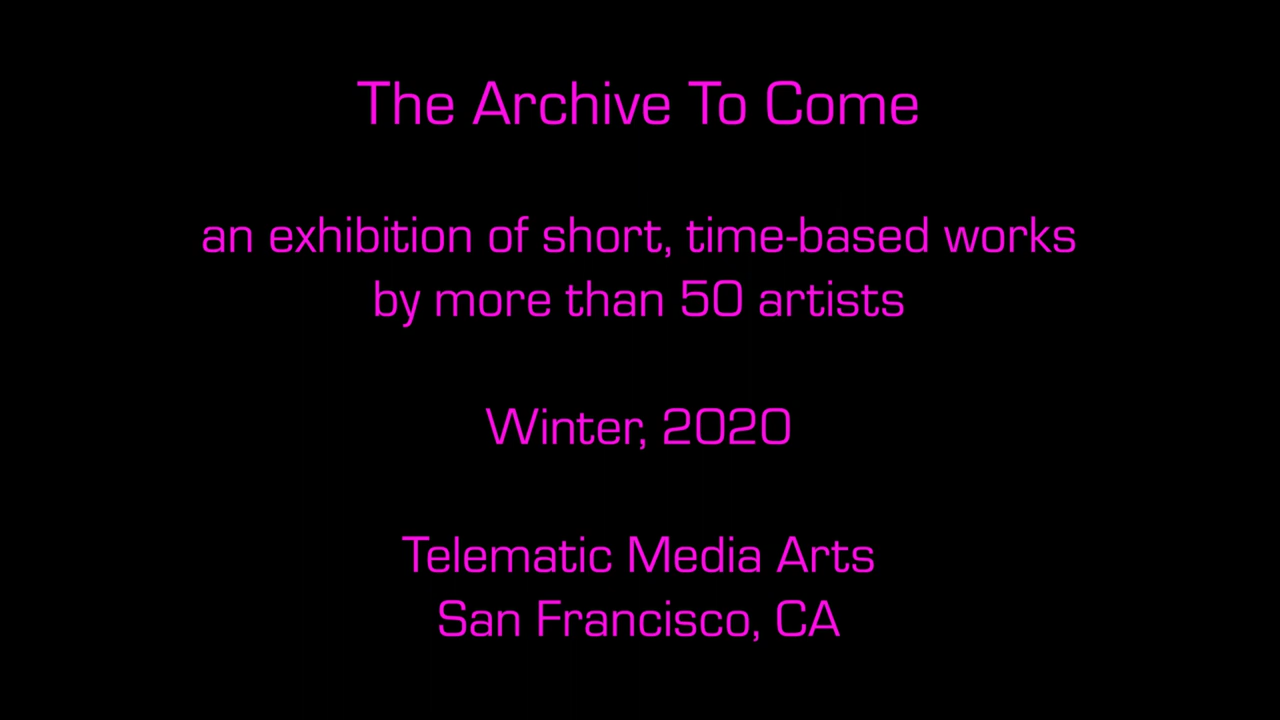 The Archive To Come
an exhibition of short, time-based works
by more than 50 artists
Winter, 2020
Telematic Media Arts
San Francisco, CA